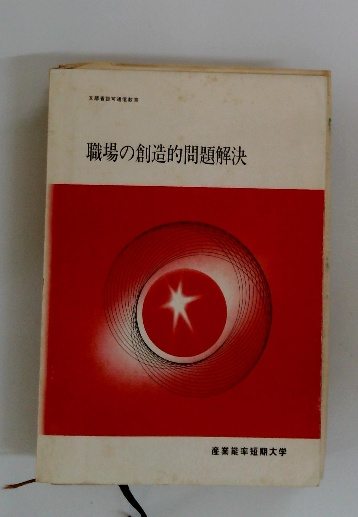 文部省認可通信教育
職場の創造的問題解決
産業能率短期大学